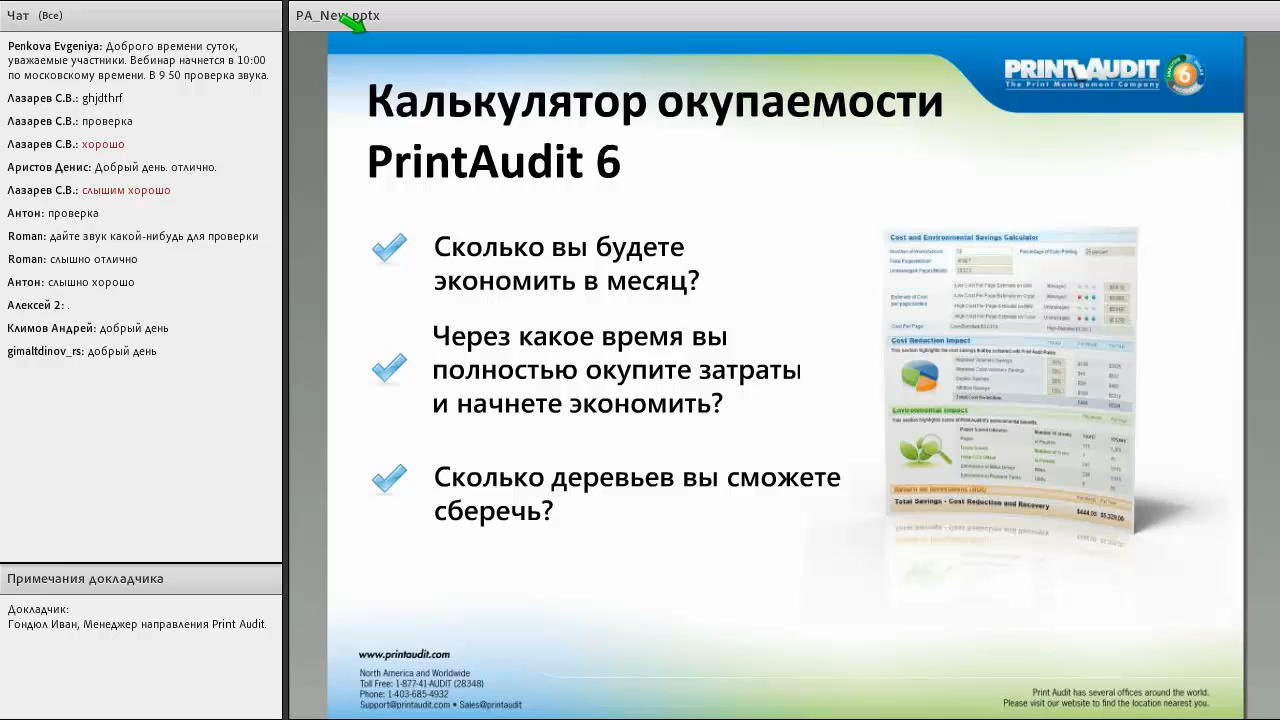 Чат (Все)
Penkova Evgeniya: Доброго времени суток,
уважаемые участники. Вебинар начнется в 10:00
по московскому времени. В 9 50 проверка звука.
Лазарев С.В.: ghjdthrf
Лазарев С.В.: проверка
Лазарев С.В.: хорошо
Аристов Денис: Добрый день. отлично.
Лазарев С.В.: слышим хорошо
Антон: проверка
Roman: дайте звук какой-нибудь для проверки
Roman: слышно отлично
Антон: слышно хорошо
Алексей 2: +
Копыл Андрей: добрый день
gimatdinov_rs: добрый день
Примечания докладчика
Докладчик:
Гондюл Иван, Менеджер направления Print Audit.
PA_New.pptx
PRINT AUDIT 6
The Print Management Company
Калькулятор окупаемости
PrintAudit 6
Сколько вы будете
экономить в месяц?
Через какое время вы
полностью окупите затраты
и начнете экономить?
Сколько деревьев вы сможете
сберечь?
Cost and Environmental Savings Calculator
Cost Reduction Impact
Environmental Impact
Total Savings - Cost Reduction and Recovery
www.printaudit.com
North America and Worldwide
Toll Free: 1-877-41-AUDIT (28348)
Phone: 1-403-685-4932
Support@printaudit.com • Sales@printaudit.com
Print Audit has several offices around the world.
Please visit our website to find the location nearest you.